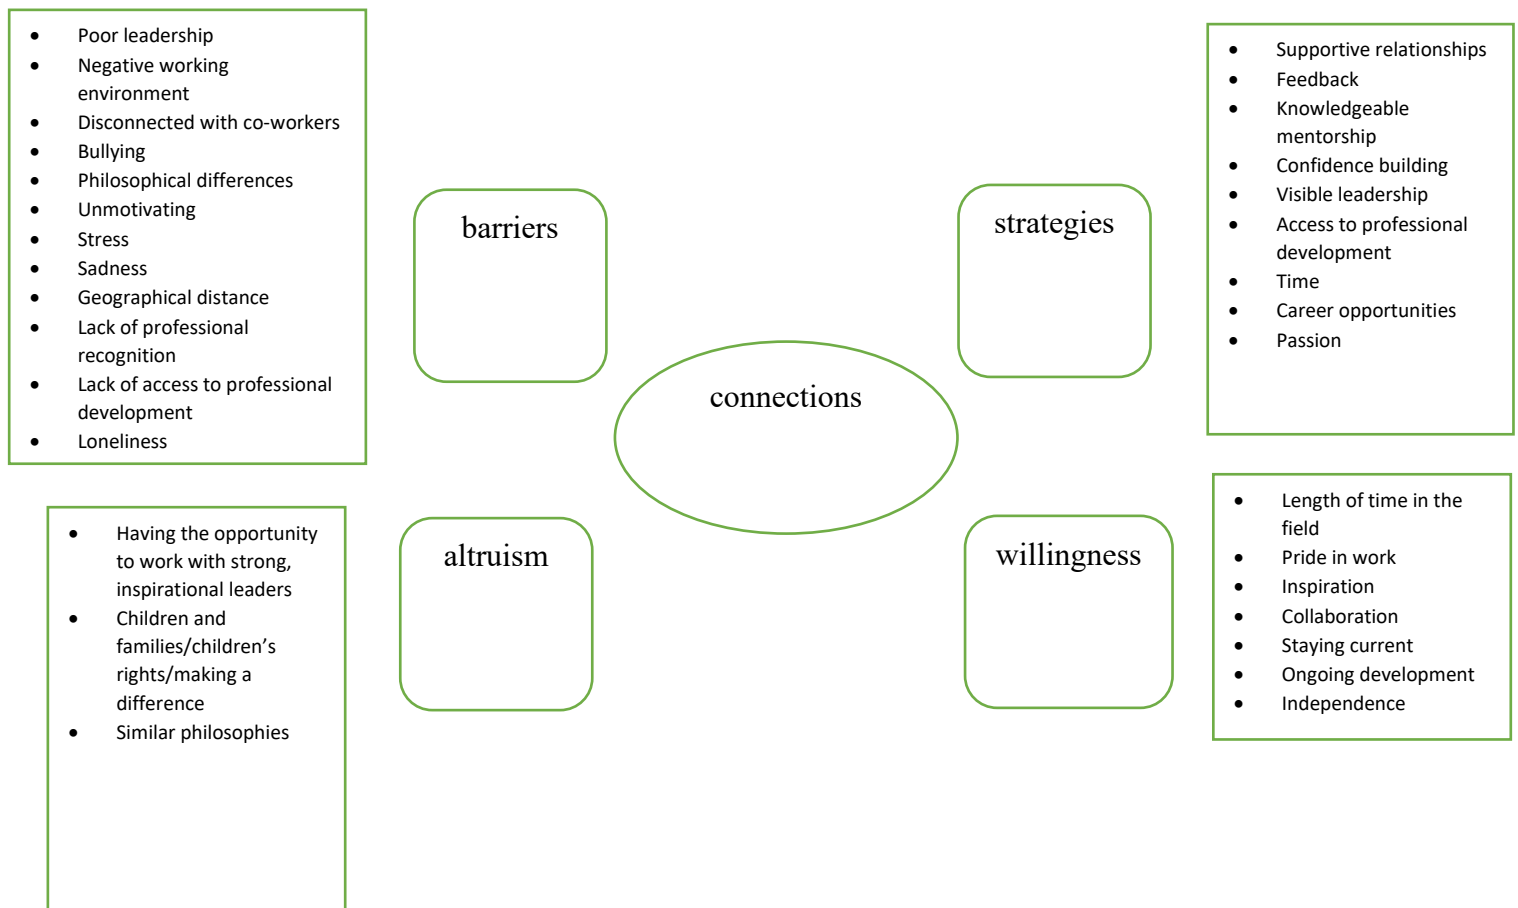 • Poor leadership
• Negative working
environment
• Disconnected with co-workers
• Bullying
• Philosophical differences
• Unmotivating
• Stress
• Sadness
• Geographical distance
• Lack of professional
recognition
• Lack of access to professional
development
• Loneliness
barriers
strategies
• Supportive relationships
• Feedback
• Knowledgeable
mentorship
• Confidence building
• Visible leadership
• Access to professional
development
• Time
• Career opportunities
• Passion
connections
• Having the opportunity
to work with strong,
inspirational leaders
• Children and
families/children’s
rights/making a
difference
• Similar philosophies
altruism
willingness
• Length of time in the
field
• Pride in work
• Inspiration
• Collaboration
• Staying current
• Ongoing development
• Independence